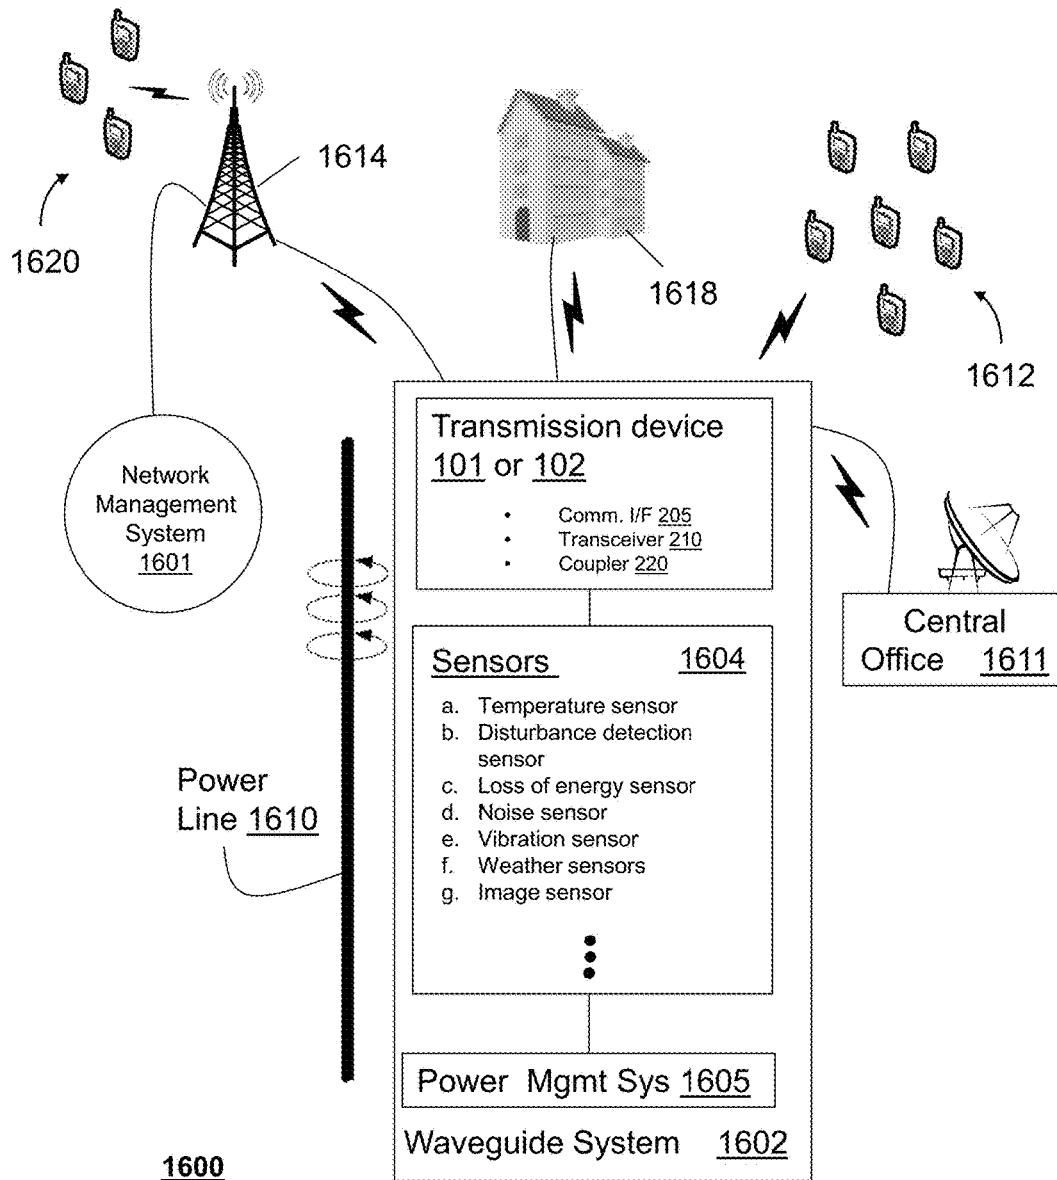 1614
1620
1618
1612
Transmission device
101 or 102
• Comm. I/F 205
• Transceiver 210
• Coupler 220
Network
Management
System
1601
Central
Office 1611
Sensors 1604
a. Temperature sensor
b. Disturbance detection
sensor
c. Loss of energy sensor
d. Noise sensor
e. Vibration sensor
f. Weather sensors
g. Image sensor
Power
Line 1610
Power Mgmt Sys 1605
Waveguide System 1602
1600